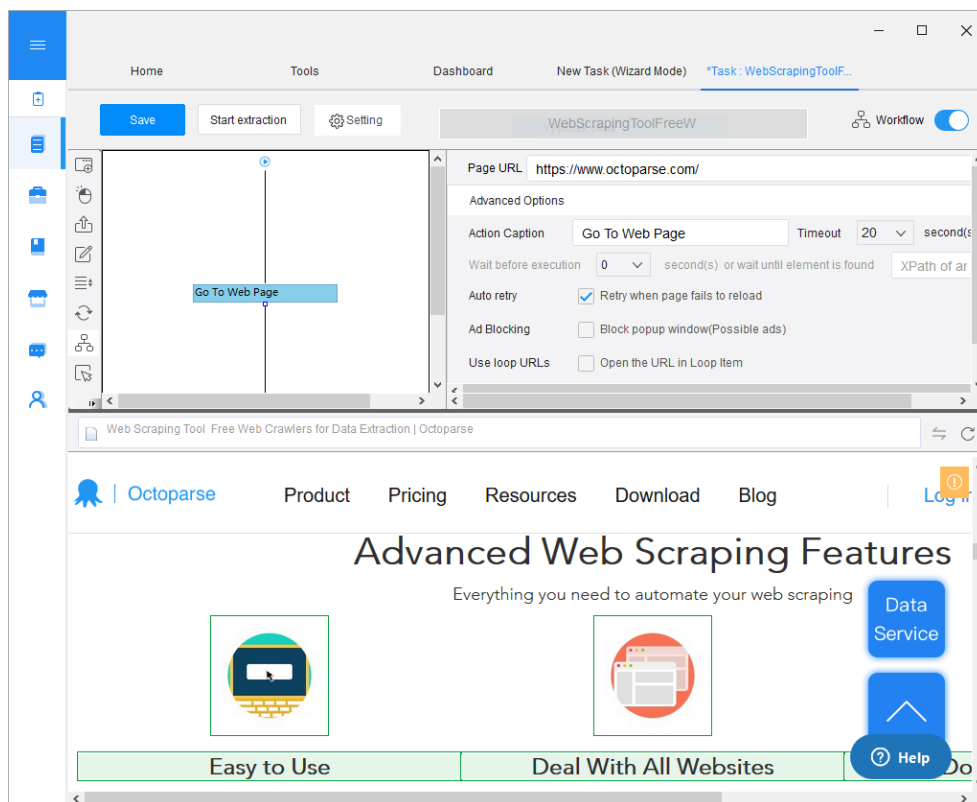 Home Tools Dashboard New Task (Wizard Mode) *Task : WebScrapingToolF...
Save Start extraction Setting WebScrapingToolFreeW Workflow
Page URL https://www.octoparse.com/
Advanced Options
Action Caption Go To Web Page Timeout 20 second(s
Wait before execution 0 second(s) or wait until element is found XPath of ar
Go To Web Page
Auto retry Retry when page fails to reload
Ad Blocking Block popup window(Possible ads)
Use loop URLs Open the URL in Loop Item
Web Scraping Tool Free Web Crawlers for Data Extraction | Octoparse
Octoparse Product Pricing Resources Download Blog Log in
Advanced Web Scraping Features
Everything you need to automate your web scraping
Data
Service
Help
Easy to Use Deal With All Websites Do